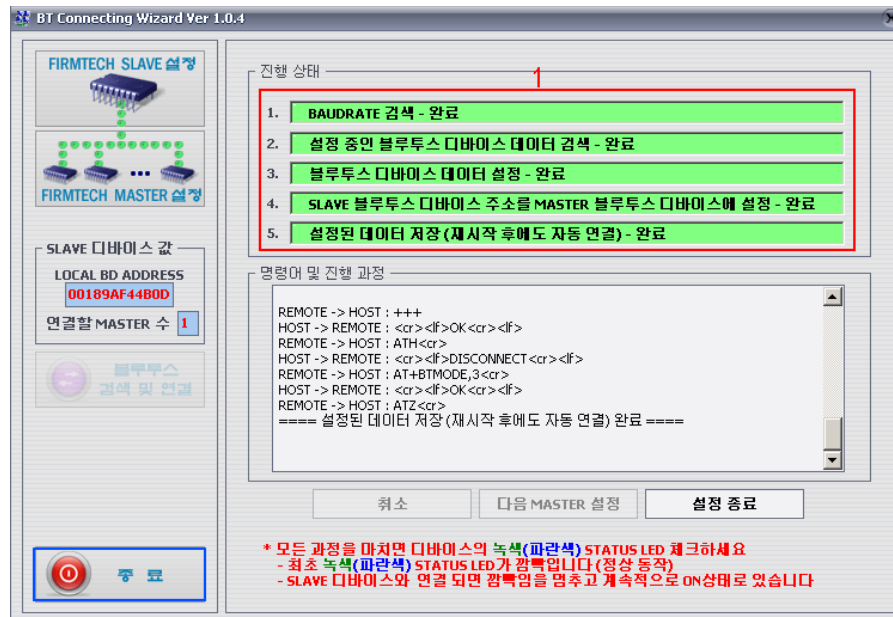 BT Connecting Wizard Ver 1.0.4
FIRMTECH SLAVE 설정
FIRMTECH MASTER 설정
SLAVE 디바이스 값
LOCAL BD ADDRESS
00189AF44B0D
연결할 MASTER 수 1
블루투스
검색 및 연결
종 료
진행 상태
1
1. BAUDRATE 검색 - 완료
2. 설정 중인 블루투스 디바이스 데이터 검색 - 완료
3. 블루투스 디바이스 데이터 설정 - 완료
4. SLAVE 블루투스 디바이스 주소를 MASTER 블루투스 디바이스에 설정 - 완료
5. 설정된 데이터 저장 (재시작 후에도 자동 연결) - 완료
명령어 및 진행 과정
REMOTE -> HOST : +++
HOST -> REMOTE : <cr><lf>OK<cr><lf>
REMOTE -> HOST : ATH<cr>
HOST -> REMOTE : <cr><lf>DISCONNECT<cr><lf>
REMOTE -> HOST : AT+BTMODE,3<cr>
HOST -> REMOTE : <cr><lf>OK<cr><lf>
REMOTE -> HOST : ATZ<cr>
==== 설정된 데이터 저장 (재시작 후에도 자동 연결) 완료 ====
취소
다음 MASTER 설정
설정 종료
* 모든 과정을 마치면 디바이스의 녹색(파란색) STATUS LED 체크하세요
- 최초 녹색(파란색) STATUS LED가 깜빡입니다 (정상 동작)
- SLAVE 디바이스와 연결 되면 깜빡임을 멈추고 계속적으로 ON상태로 있습니다